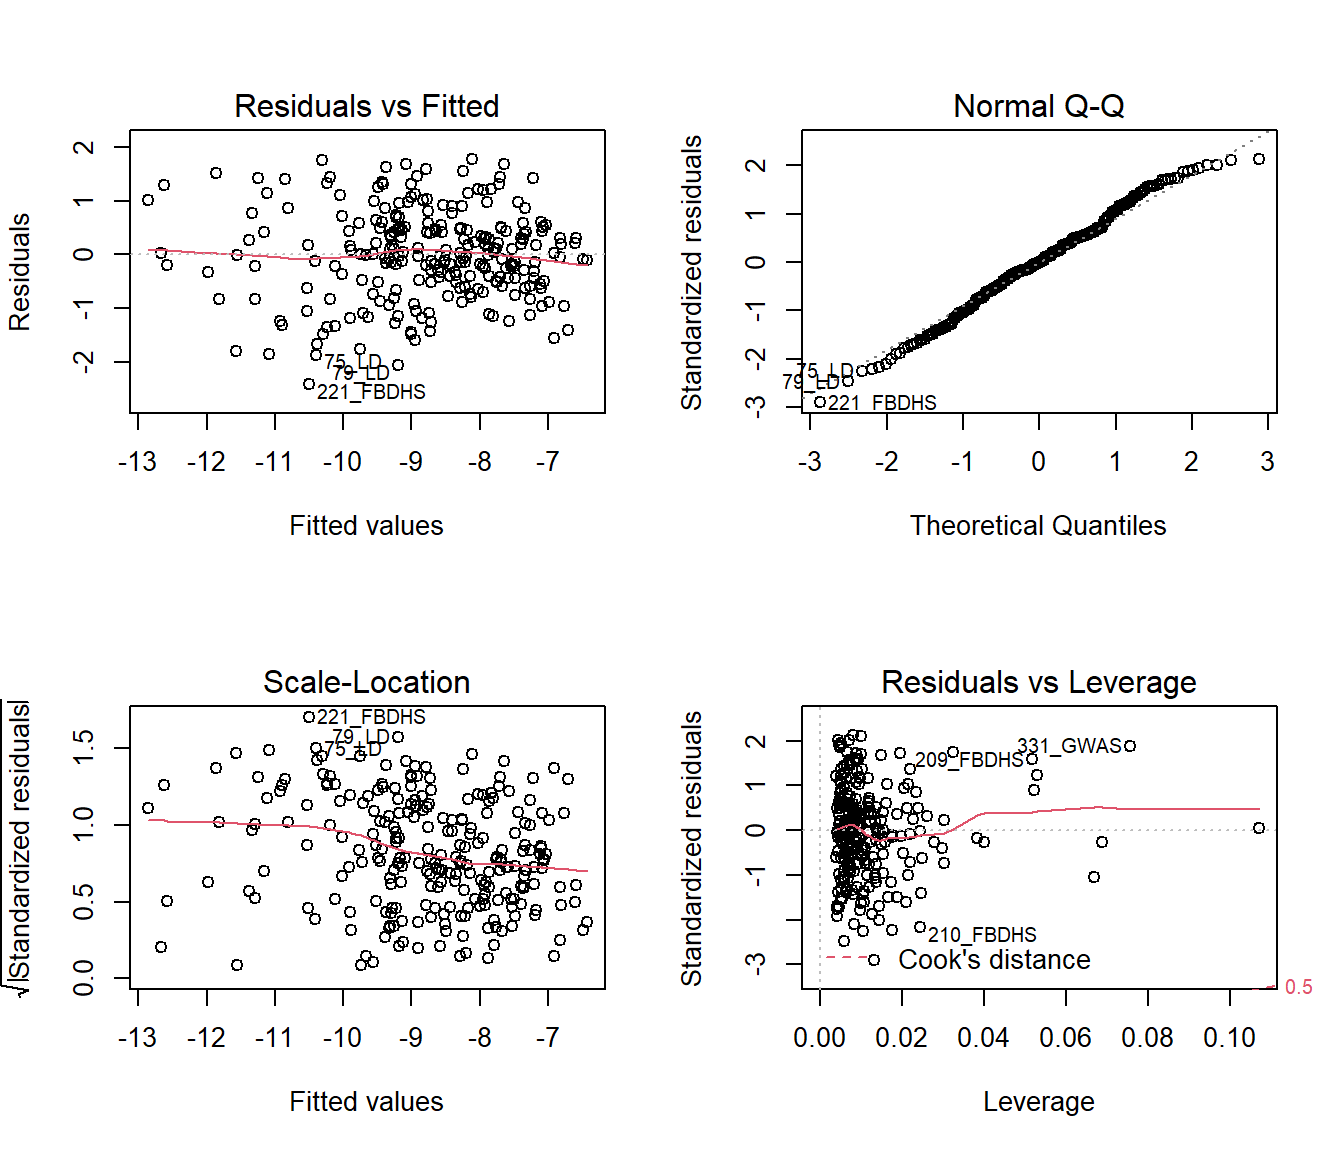 Residuals vs Fitted
Residuals
2
1
0
-1
-2
75_LD
79_LD
221_FBDHS
-13 -12 -11 -10 -9 -8 -7
Fitted values
Normal Q-Q
Standardized residuals
2
1
0
-1
-2
-3
75_LD
79_LD
221_FBDHS
-3 -2 -1 0 1 2 3
Theoretical Quantiles
Scale-Location
√|Standardized residuals|
1.5
1.0
0.5
0.0
221_FBDHS
79_LD
75_LD
-13 -12 -11 -10 -9 -8 -7
Fitted values
Residuals vs Leverage
Standardized residuals
2
1
0
-1
-3
331_GWAS
209_FBDHS
210_FBDHS
Cook's distance
0.5
0.00 0.02 0.04 0.06 0.08 0.10
Leverage